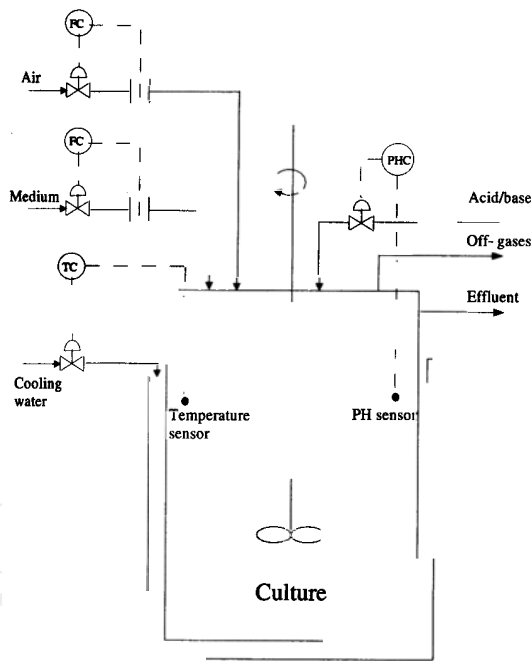 FC
Air
FC
PHC
Medium
Acid/base
Off- gases
TC
Effluent
Cooling
water
Temperature
sensor
PH sensor
Culture